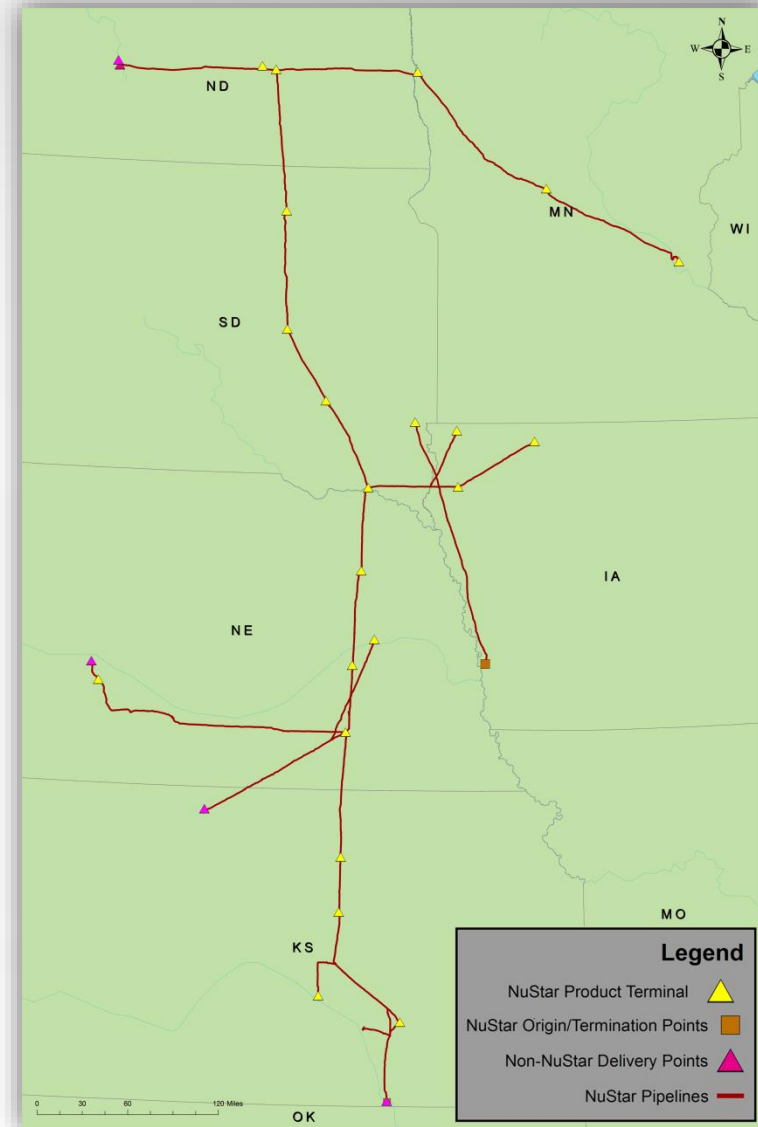 N
W E
S
ND
MN
WI
SD
IA
NE
MO
KS
Legend
NuStar Product Terminal
NuStar Origin/Termination Points
Non-NuStar Delivery Points
NuStar Pipelines
0 30 60 120 Miles
OK